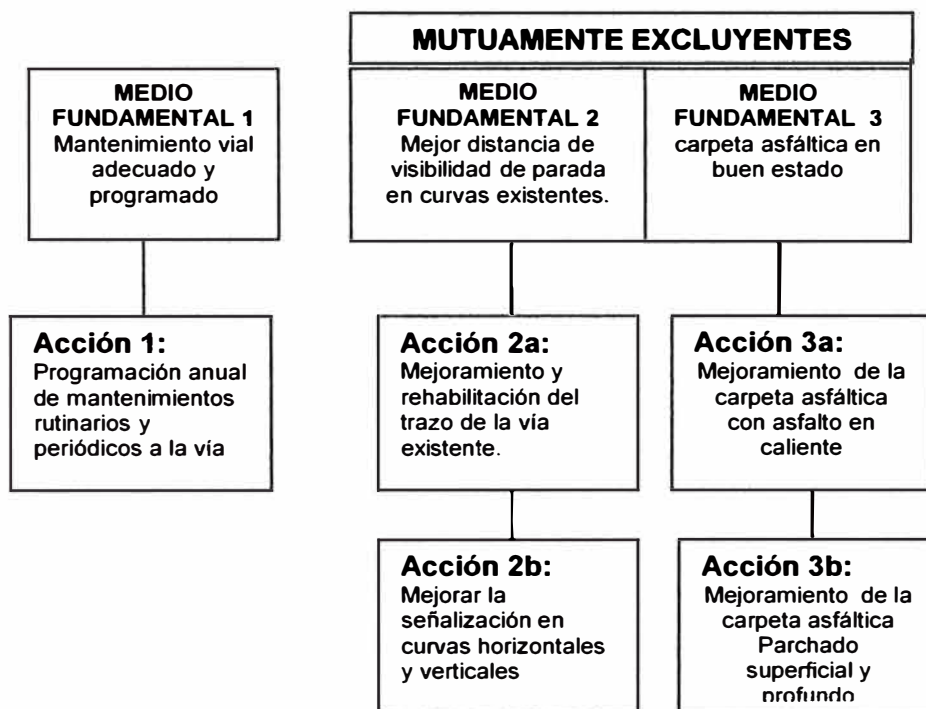 MUTUAMENTE EXCLUYENTES
MEDIO
FUNDAMENTAL 1
Mantenimiento vial
adecuado y
programado
MEDIO
FUNDAMENTAL 2
Mejor distancia de
visibilidad de parada
en curvas existentes.
MEDIO
FUNDAMENTAL 3
carpeta asfáltica en
buen estado
Acción 1:
Programación anual
de mantenimientos
rutinarios y
periódicos a la vía
Acción 2a:
Mejoramiento y
rehabilitación del
trazo de la vía
existente.
Acción 3a:
Mejoramiento de la
carpeta asfáltica
con asfalto en
caliente
Acción 2b:
Mejorar la
señalización en
curvas horizontales
y verticales
Acción 3b:
Mejoramiento de la
carpeta asfáltica
Parchado
superficial y
profundo